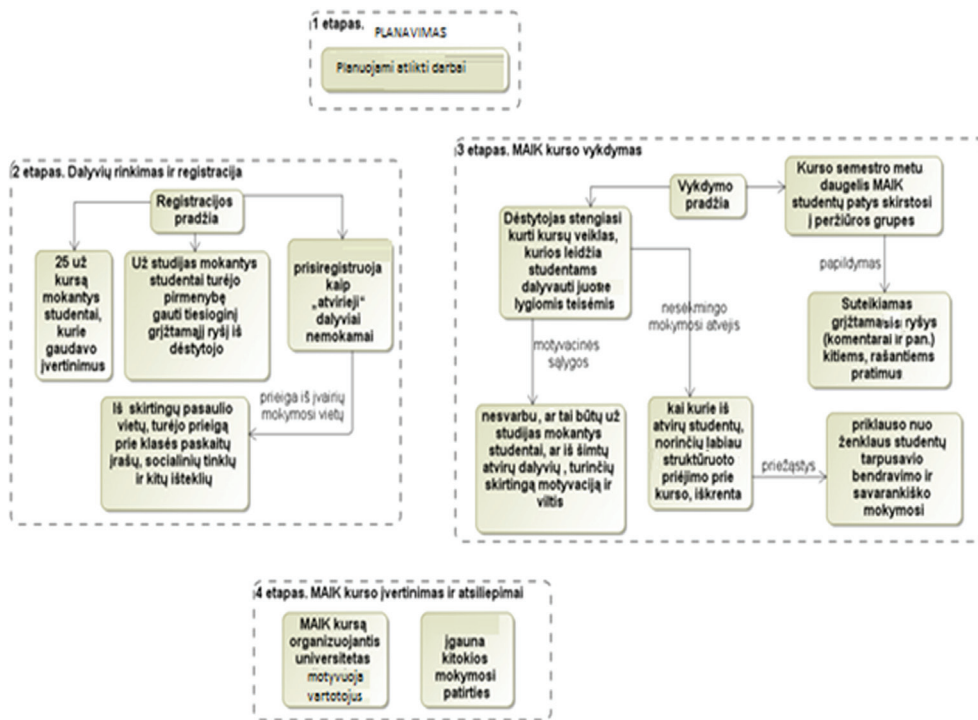 1 etapas.
PLANAVIMAS
Planuojami atlikti darbai
2 etapas. Dalyvių rinkimas ir registracija
Registracijos
pradžia
25 už
kursą
mokantys
studentai,
kurie
gaudavo
įvertinimus
Už studijas mokantys
studentai turėjo
pirmenybę
gauti tiesioginį
grįžtamąjį ryšį iš
dėstytojo
prisiregistruoja
kaip
„atvirieji“
dalyviai
nemokamai
prieiga iš įvairių
mokymosi vietų
Iš skirtingų pasaulio
vietų, turėjo prieigą
prie klasės paskaitų
įrašų, socialinių tinklų
ir kitų išteklių
3 etapas. MAIK kurso vykdymas
Vykdymo
pradžia
Dėstytojas stengiasi
kurti kursų veiklas,
kurios leidžia
studentams
dalyvauti juose
lygiomis teisėmis
Kurso semestro metu
daugelis MAIK
studentų patys skirstosi
į peržiūros grupes
papildymas
Suteikiamas
grįžtamasis ryšys
(komentarai ir pan.)
kitiems, rašantiems
pratimus
motyvacinės
sąlygos
nesėkmingo
mokymosi atvejis
nesvarbu, ar tai būtų už
studijas mokantys
studentai, ar iš šimtų
atvirų dalyvių , turinčių
skirtingą motyvaciją ir
viltis
kai kurie iš
atvirų studentų,
norinčių labiau
struktūruoto
priėjimo prie
kurso, iškrenta
priežąstys
priklauso nuo
ženklaus studentų
tarpusavio
bendravimo ir
savarankiško
mokymosi
4 etapas. MAIK kurso įvertinimas ir atsiliepimai
MAIK kursą
organizuojantis
universitetas
motyvuoja
vartotojus
įgauna
kitokios
mokymosi
patirties